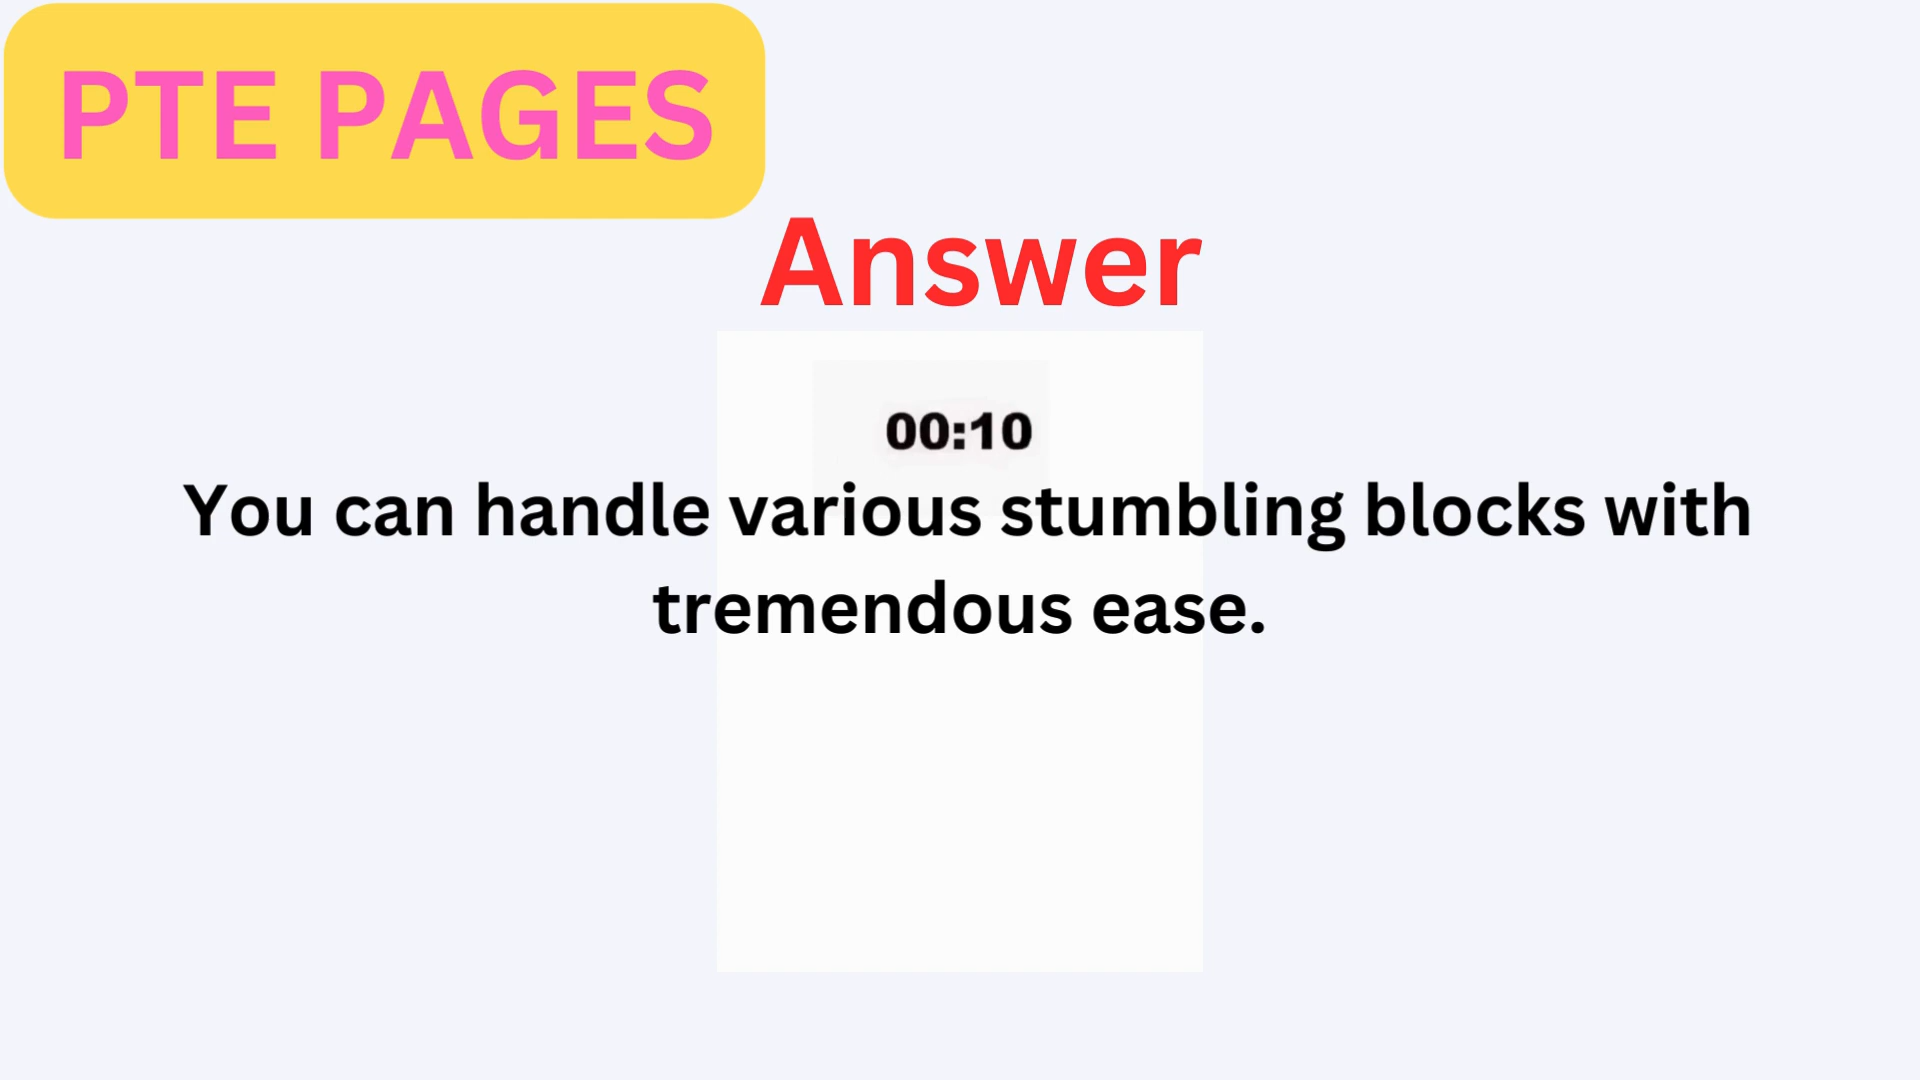 PTE PAGES
Answer
00:10
You can handle various stumbling blocks with
tremendous ease.